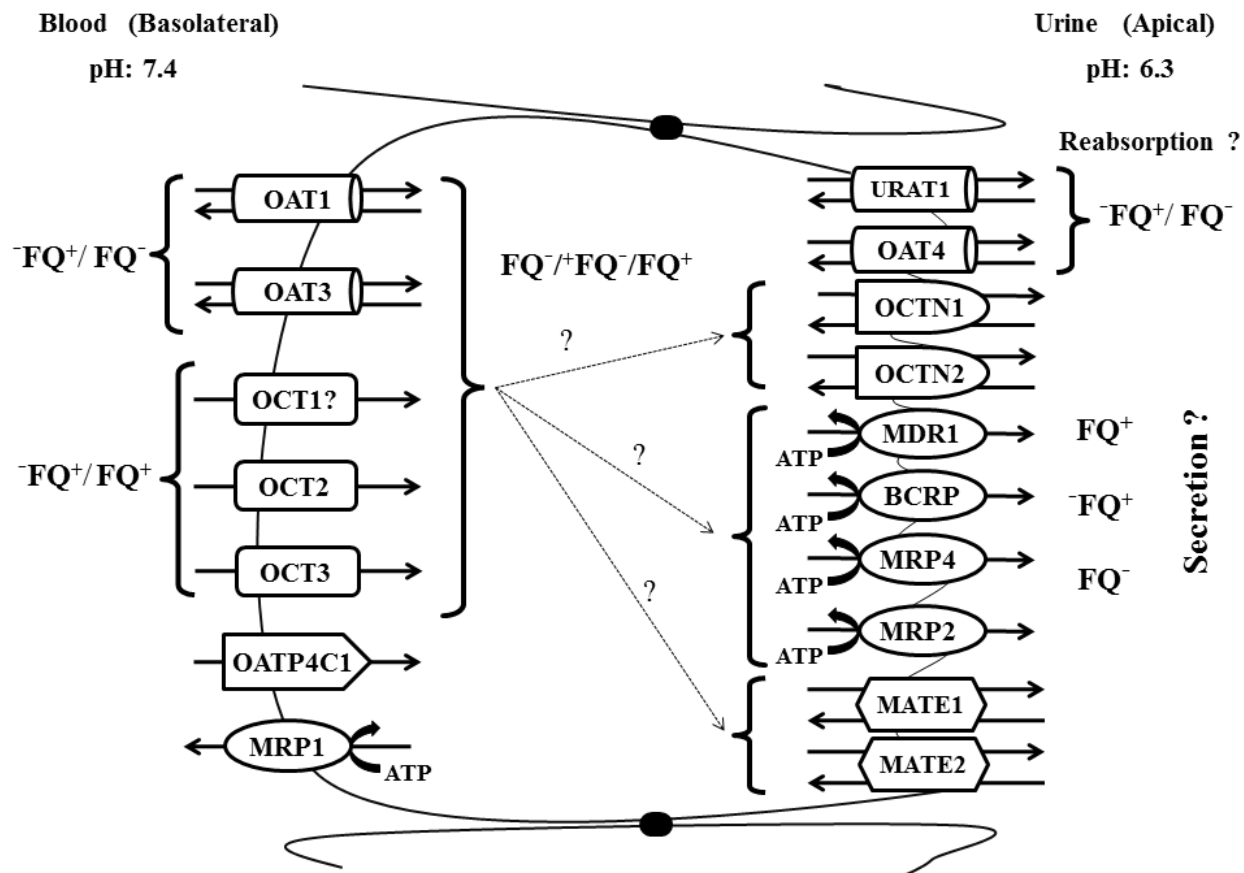 Blood (Basolateral)
pH: 7.4
Urine (Apical)
pH: 6.3
Reabsorption ?
OAT1
OAT3
⁻FQ⁺/ FQ⁻
OCT1?
OCT2
OCT3
⁻FQ⁺/ FQ⁺
OATP4C1
MRP1
ATP
FQ⁻/⁺FQ⁻/FQ⁺
?
?
?
URAT1
OAT4
⁻FQ⁺/ FQ⁻
OCTN1
OCTN2
MDR1
ATP
FQ⁺
BCRP
ATP
⁻FQ⁺
MRP4
ATP
FQ⁻
MRP2
ATP
Secretion ?
MATE1
MATE2